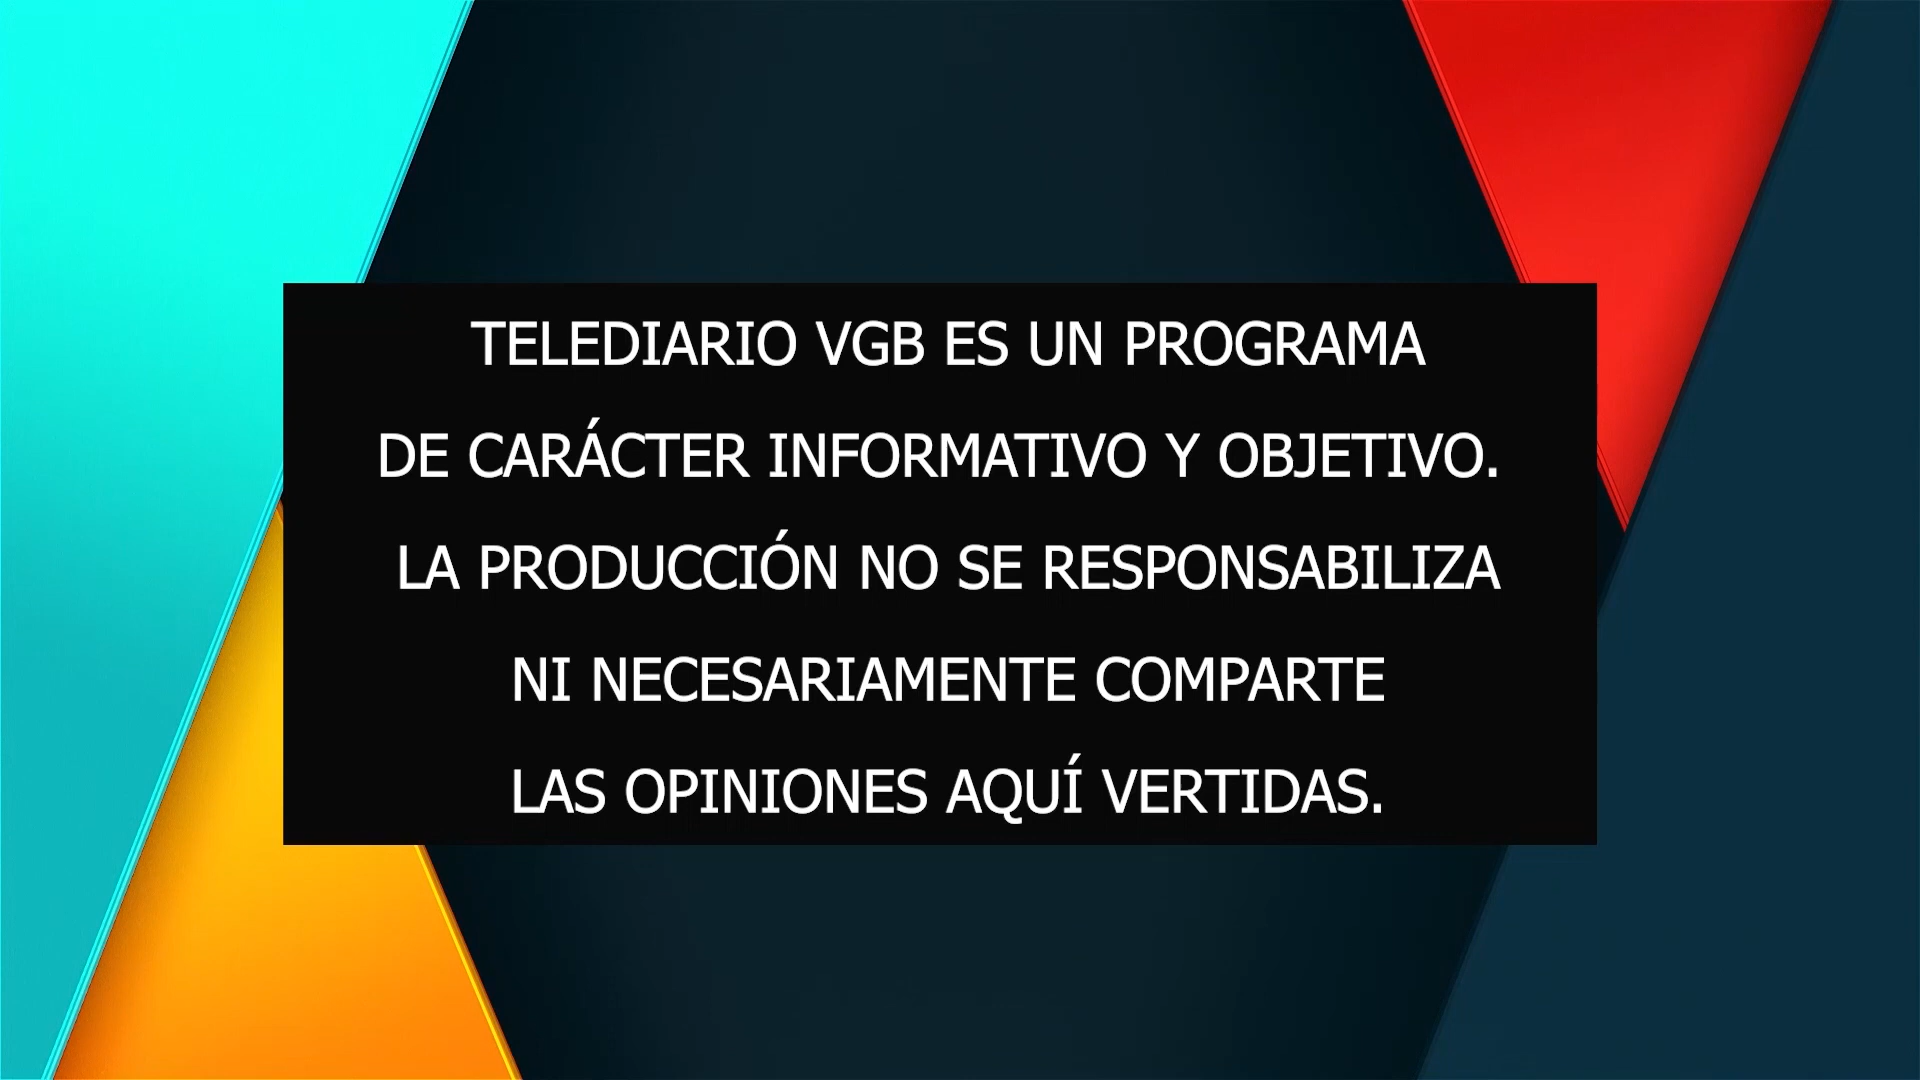 TELEDIARIO VGB ES UN PROGRAMA
DE CARÁCTER INFORMATIVO Y OBJETIVO.
LA PRODUCCIÓN NO SE RESPONSABILIZA
NI NECESARIAMENTE COMPARTE
LAS OPINIONES AQUÍ VERTIDAS.